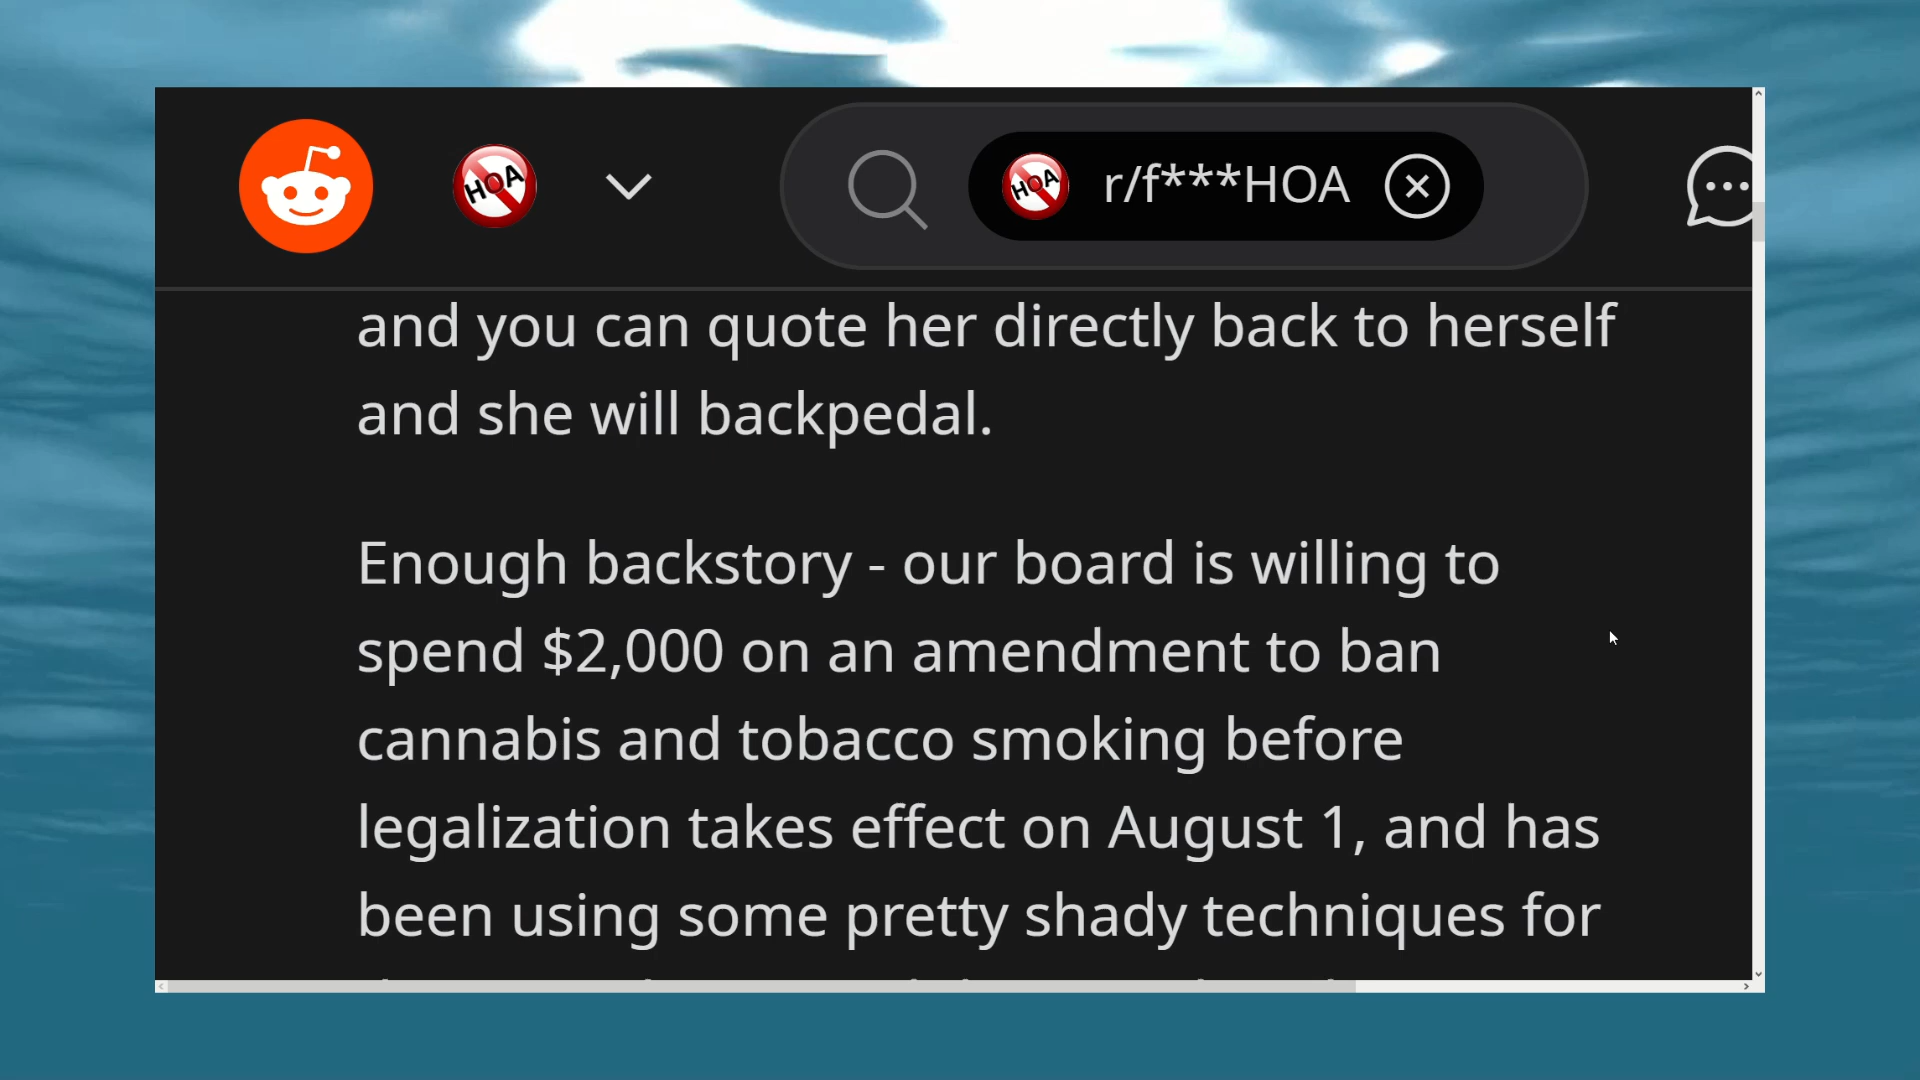 HOA
HOA r/f***HOA
and you can quote her directly back to herself
and she will backpedal.
Enough backstory - our board is willing to
spend $2,000 on an amendment to ban
cannabis and tobacco smoking before
legalization takes effect on August 1, and has
been using some pretty shady techniques for